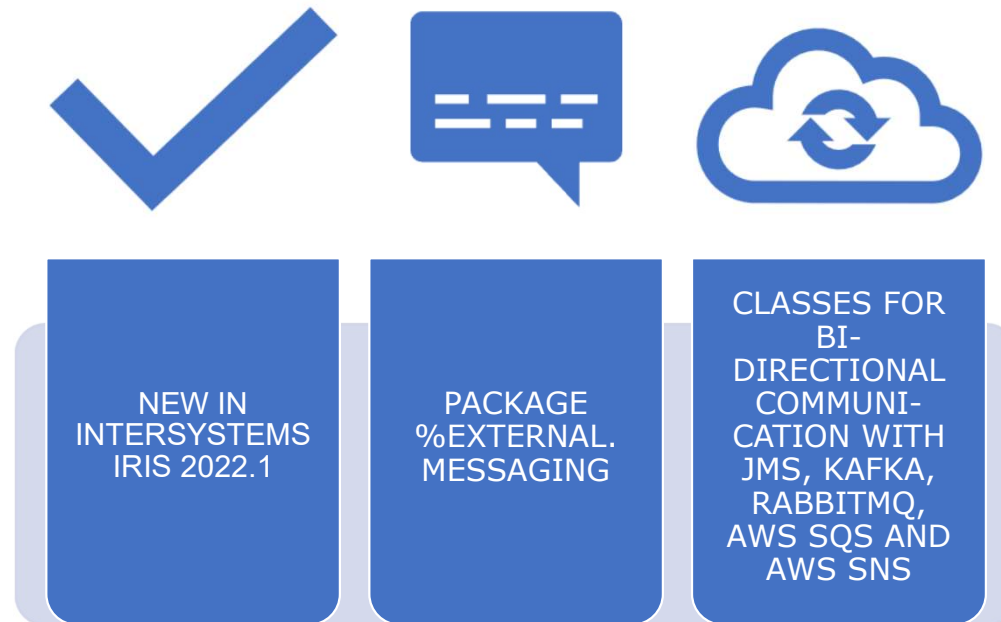 NEW IN
INTERSYSTEMS
IRIS 2022.1
PACKAGE
%EXTERNAL.
MESSAGING
CLASSES FOR
BI-
DIRECTIONAL
COMMUNI-
CATION WITH
JMS, KAFKA,
RABBITMQ,
AWS SQS AND
AWS SNS